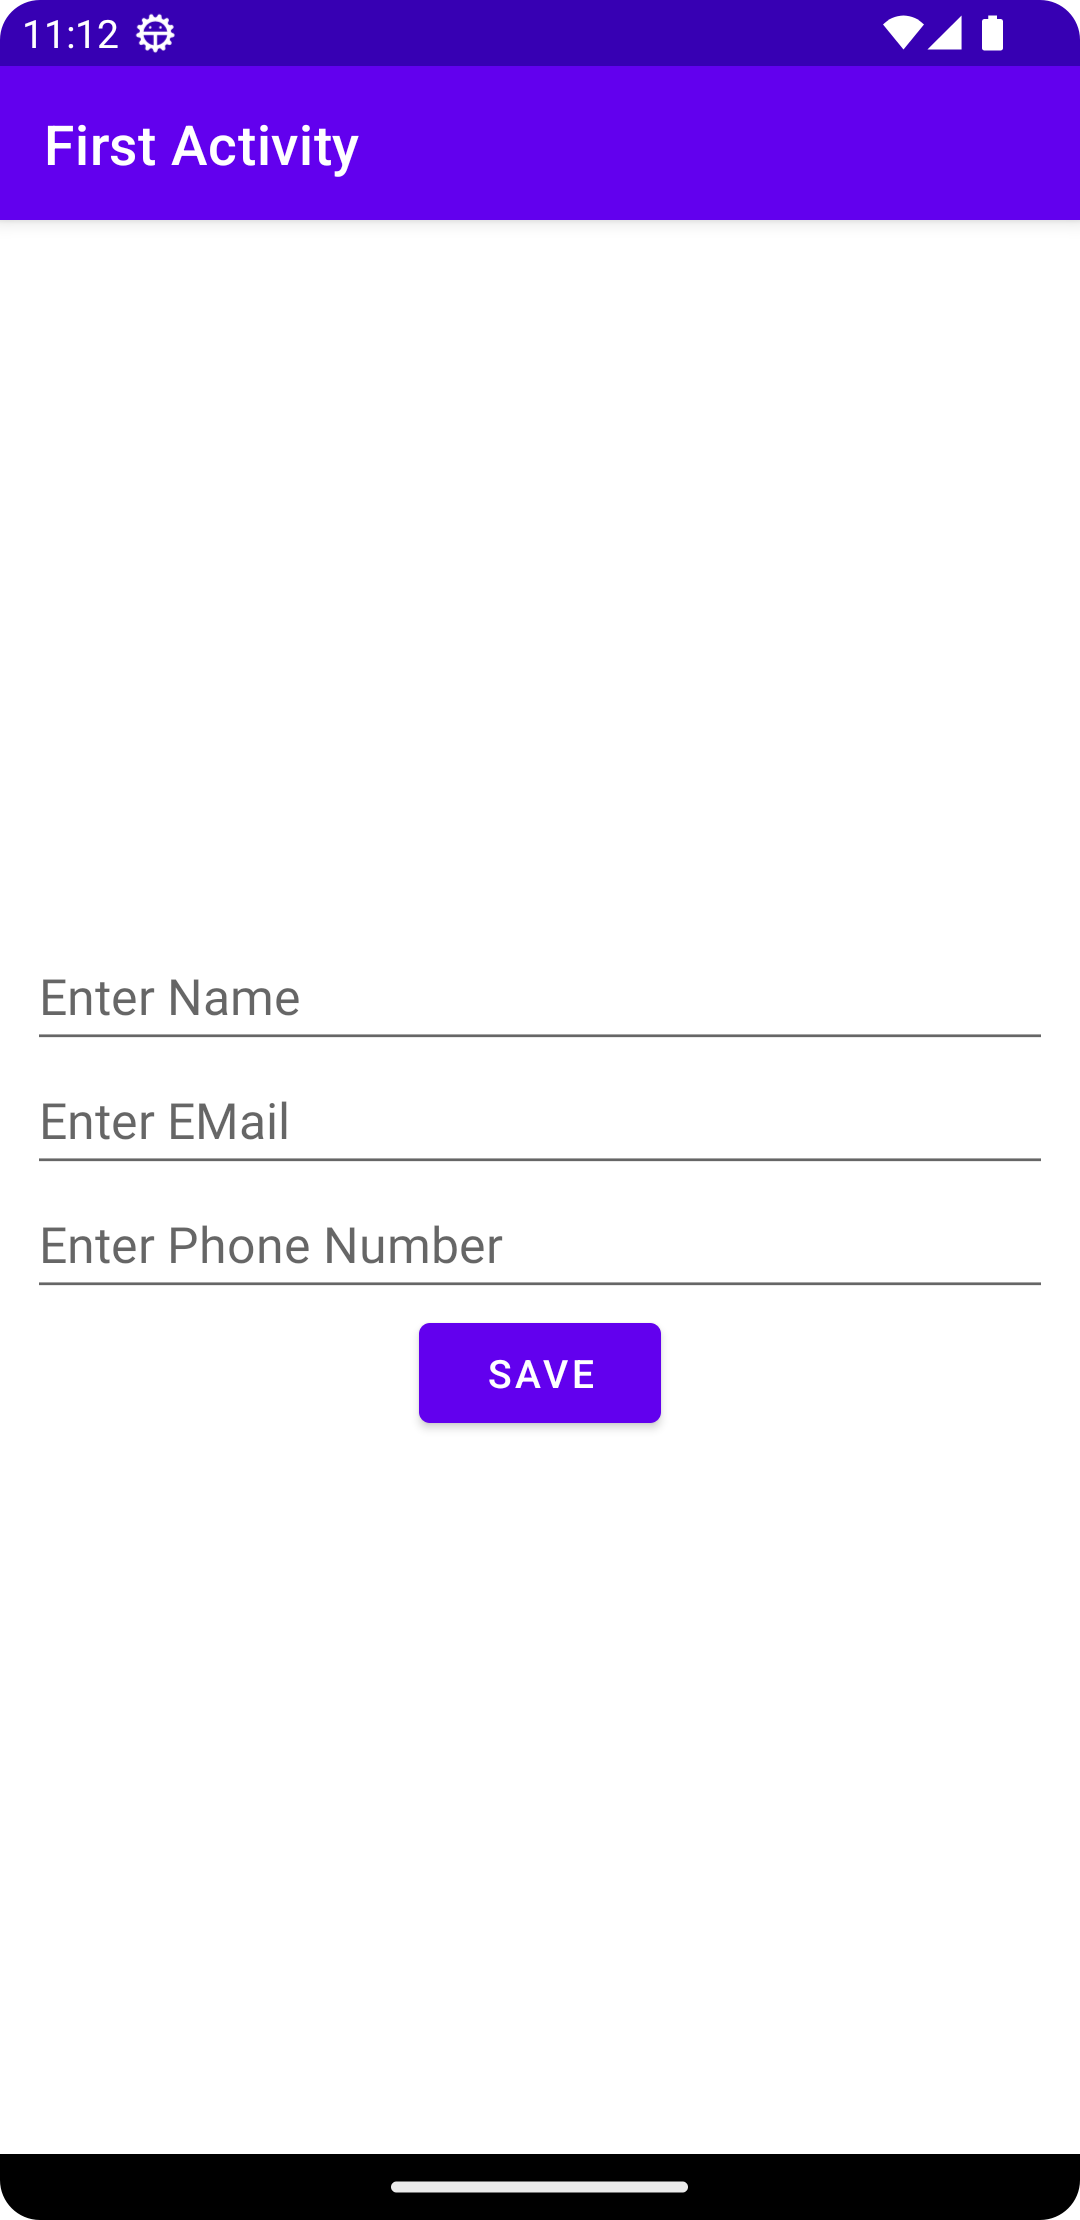 11:12
First Activity
Enter Name
Enter EMail
Enter Phone Number
SAVE